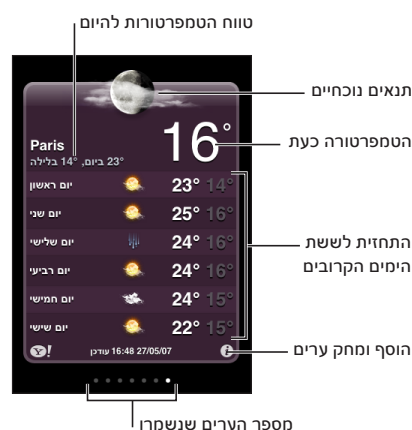 טווח הטמפרטורות להיום
תנאים נוכחיים
16°
הטמפרטורה כעת
Paris
23° ביום, 14° בלילה
יום ראשון 23° 14°
יום שני 25° 16°
יום שלישי 24° 16°
יום רביעי 24° 16°
יום חמישי 24° 15°
יום שישי 22° 15°
התחזית לששת
הימים הקרובים
Y! עודכן 27/05/07 16:48 i
הוסף ומחק ערים
מספר הערים שנשמרו